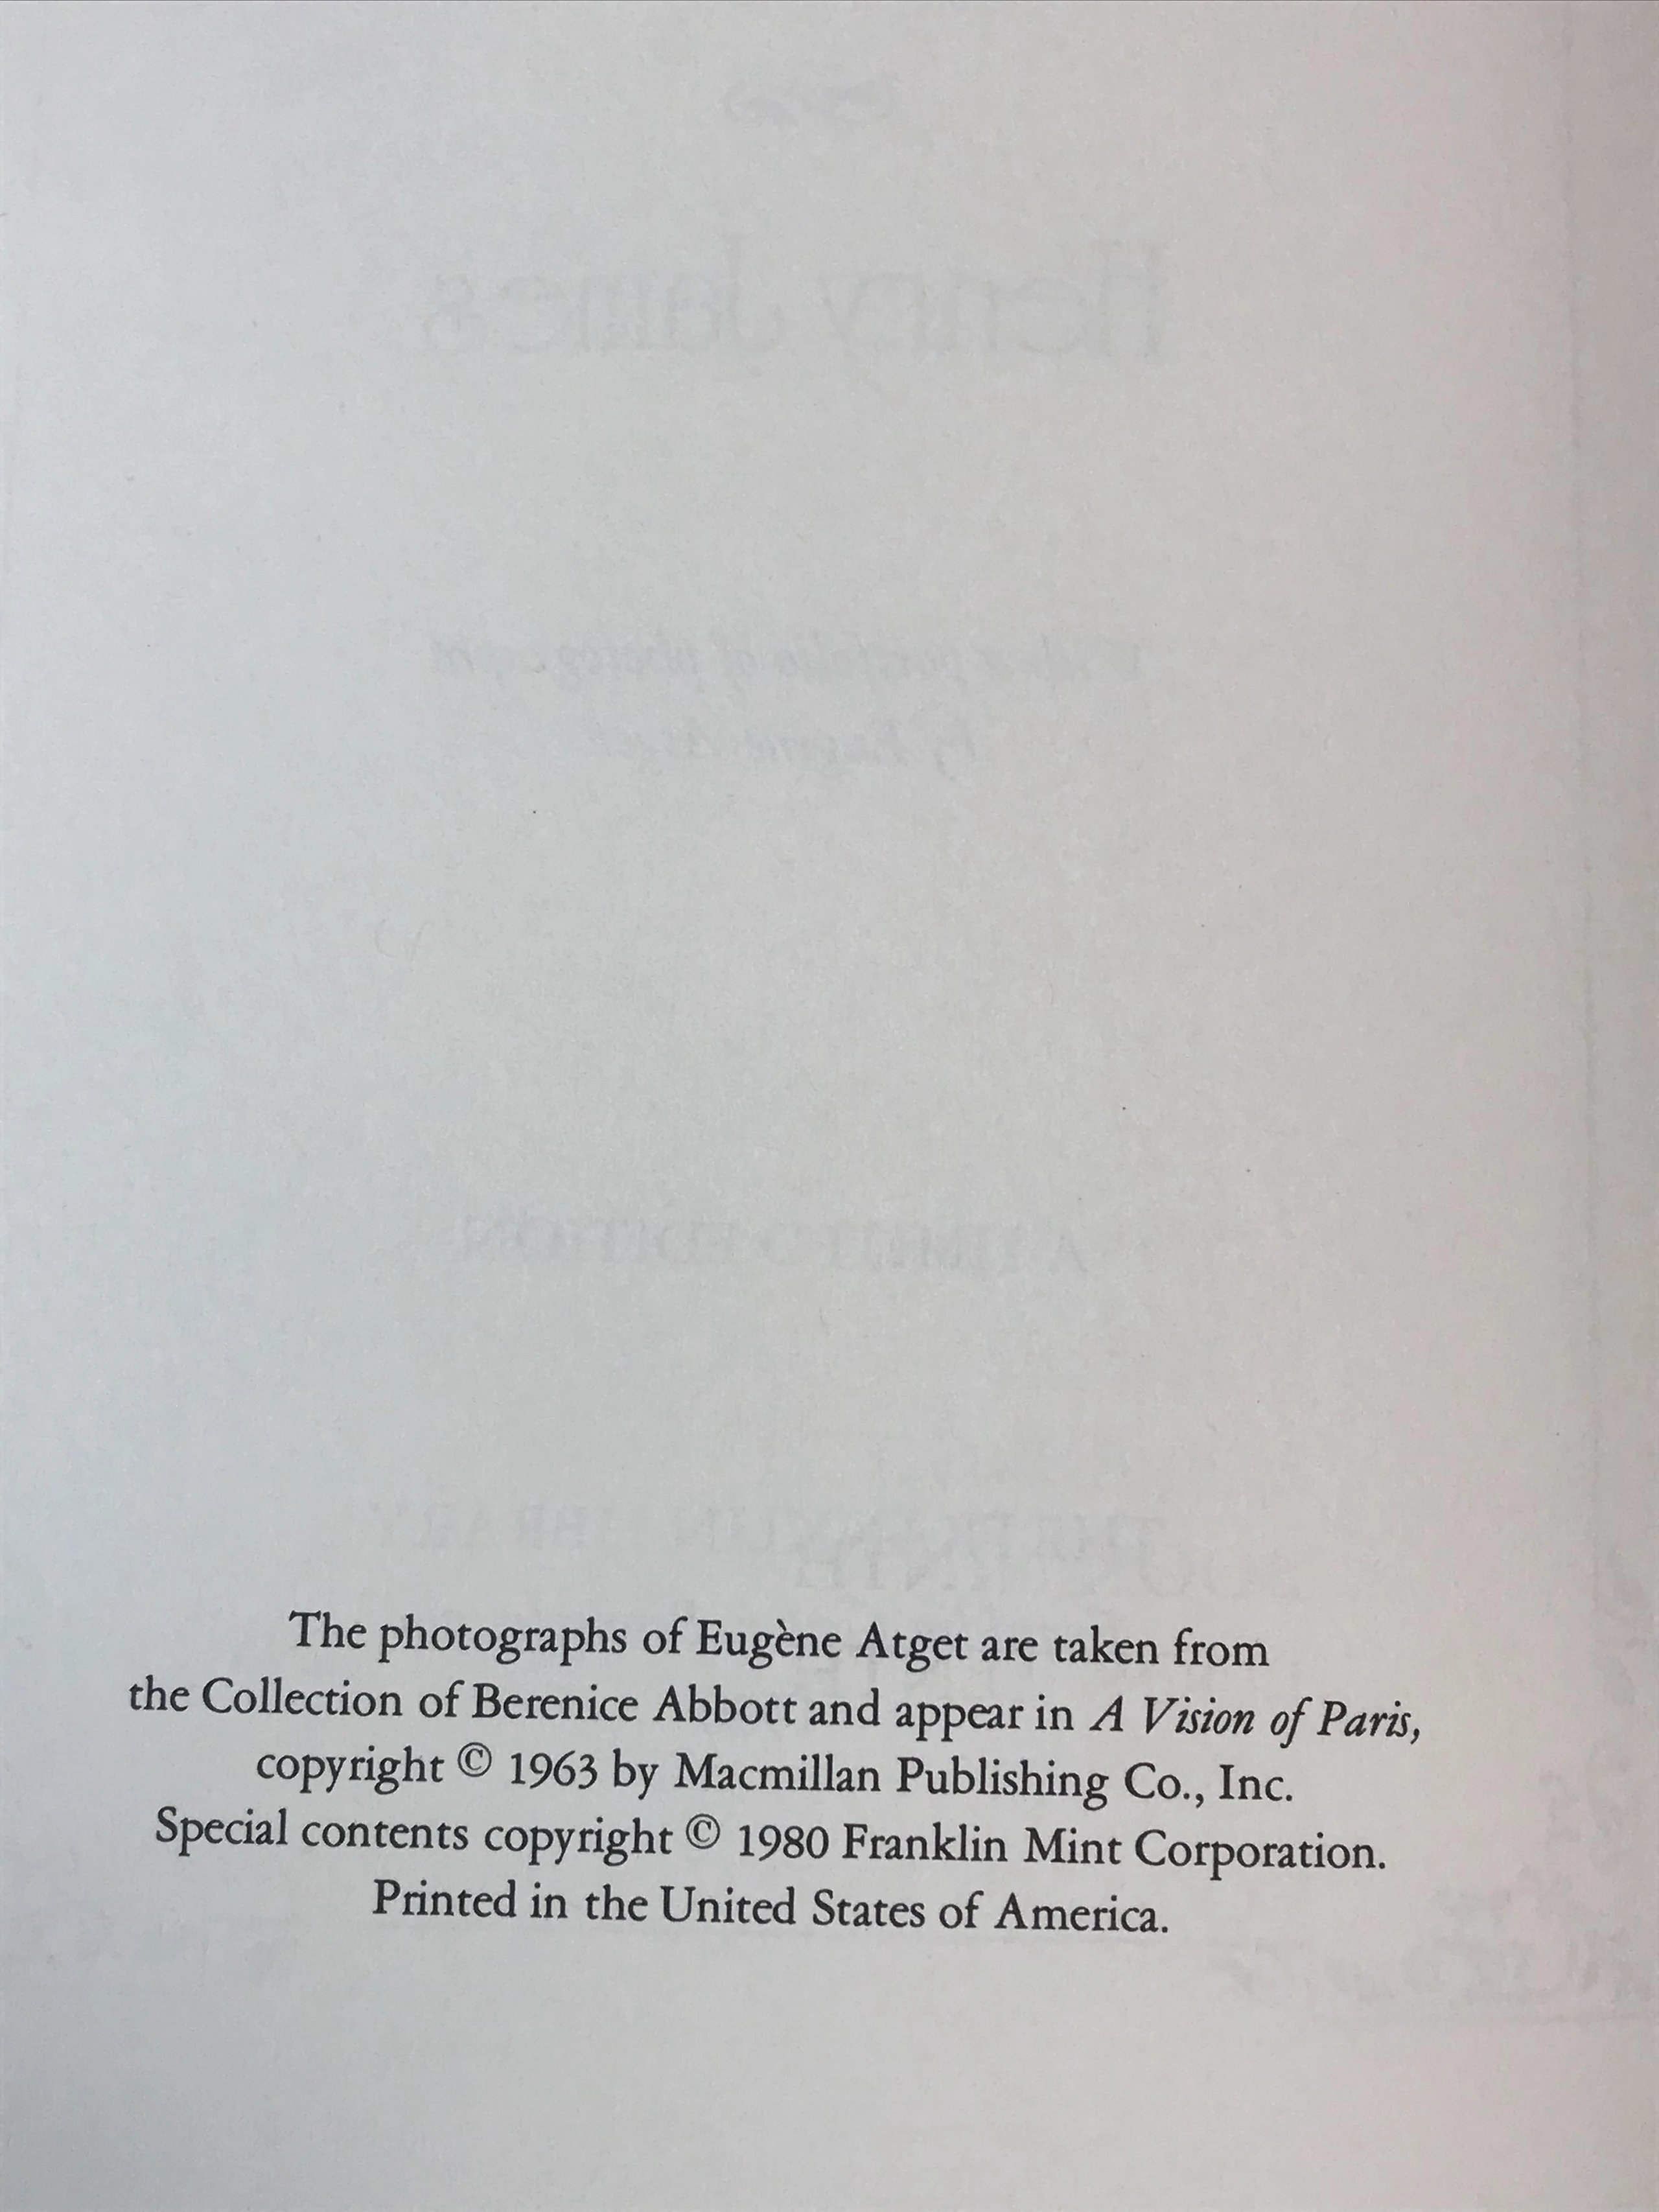 The photographs of Eugène Atget are taken from
the Collection of Berenice Abbott and appear in A Vision of Paris,
copyright © 1963 by Macmillan Publishing Co., Inc.
Special contents copyright © 1980 Franklin Mint Corporation.
Printed in the United States of America.